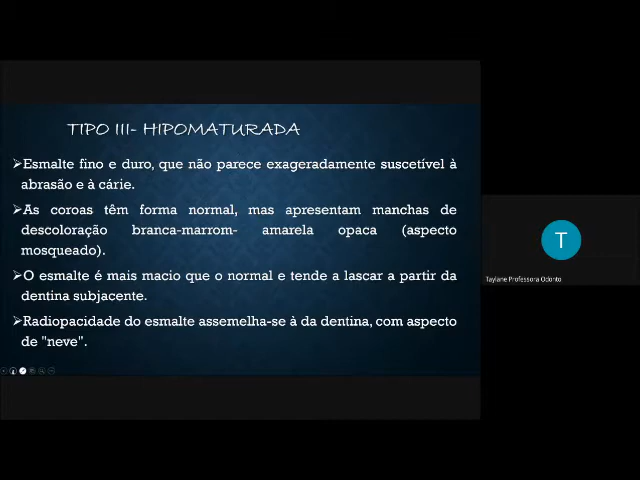 TIPO III- HIPOMATURADA
➢Esmalte fino e duro, que não parece exageradamente suscetível à
abrasão e à cárie.
➢As coroas têm forma normal, mas apresentam manchas de
descoloração branca-marrom- amarela opaca (aspecto
mosqueado).
➢O esmalte é mais macio que o normal e tende a lascar a partir da
dentina subjacente.
➢Radiopacidade do esmalte assemelha-se à da dentina, com aspecto
de "neve".
T
Taylane Professora Odonto